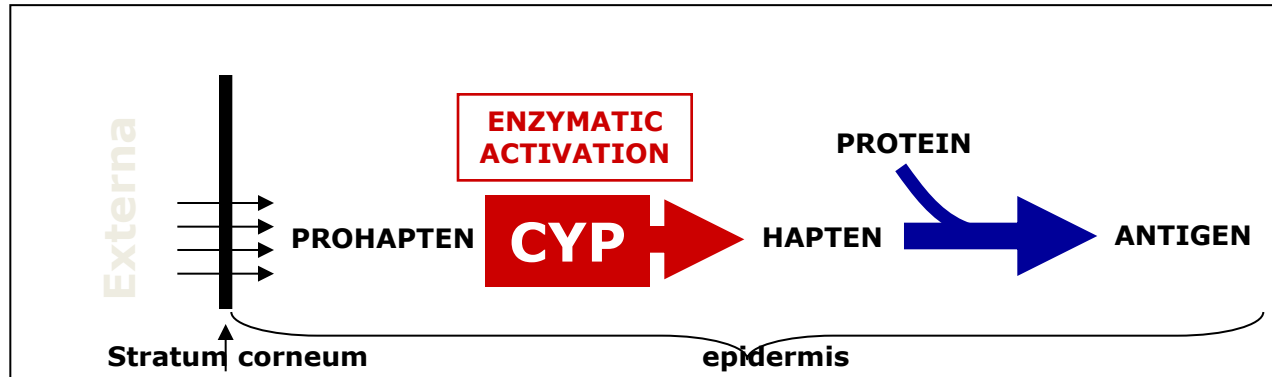 Externa
ENZYMATIC
ACTIVATION
PROTEIN
PROHAPTEN
CYP
HAPTEN
ANTIGEN
Stratum corneum
epidermis